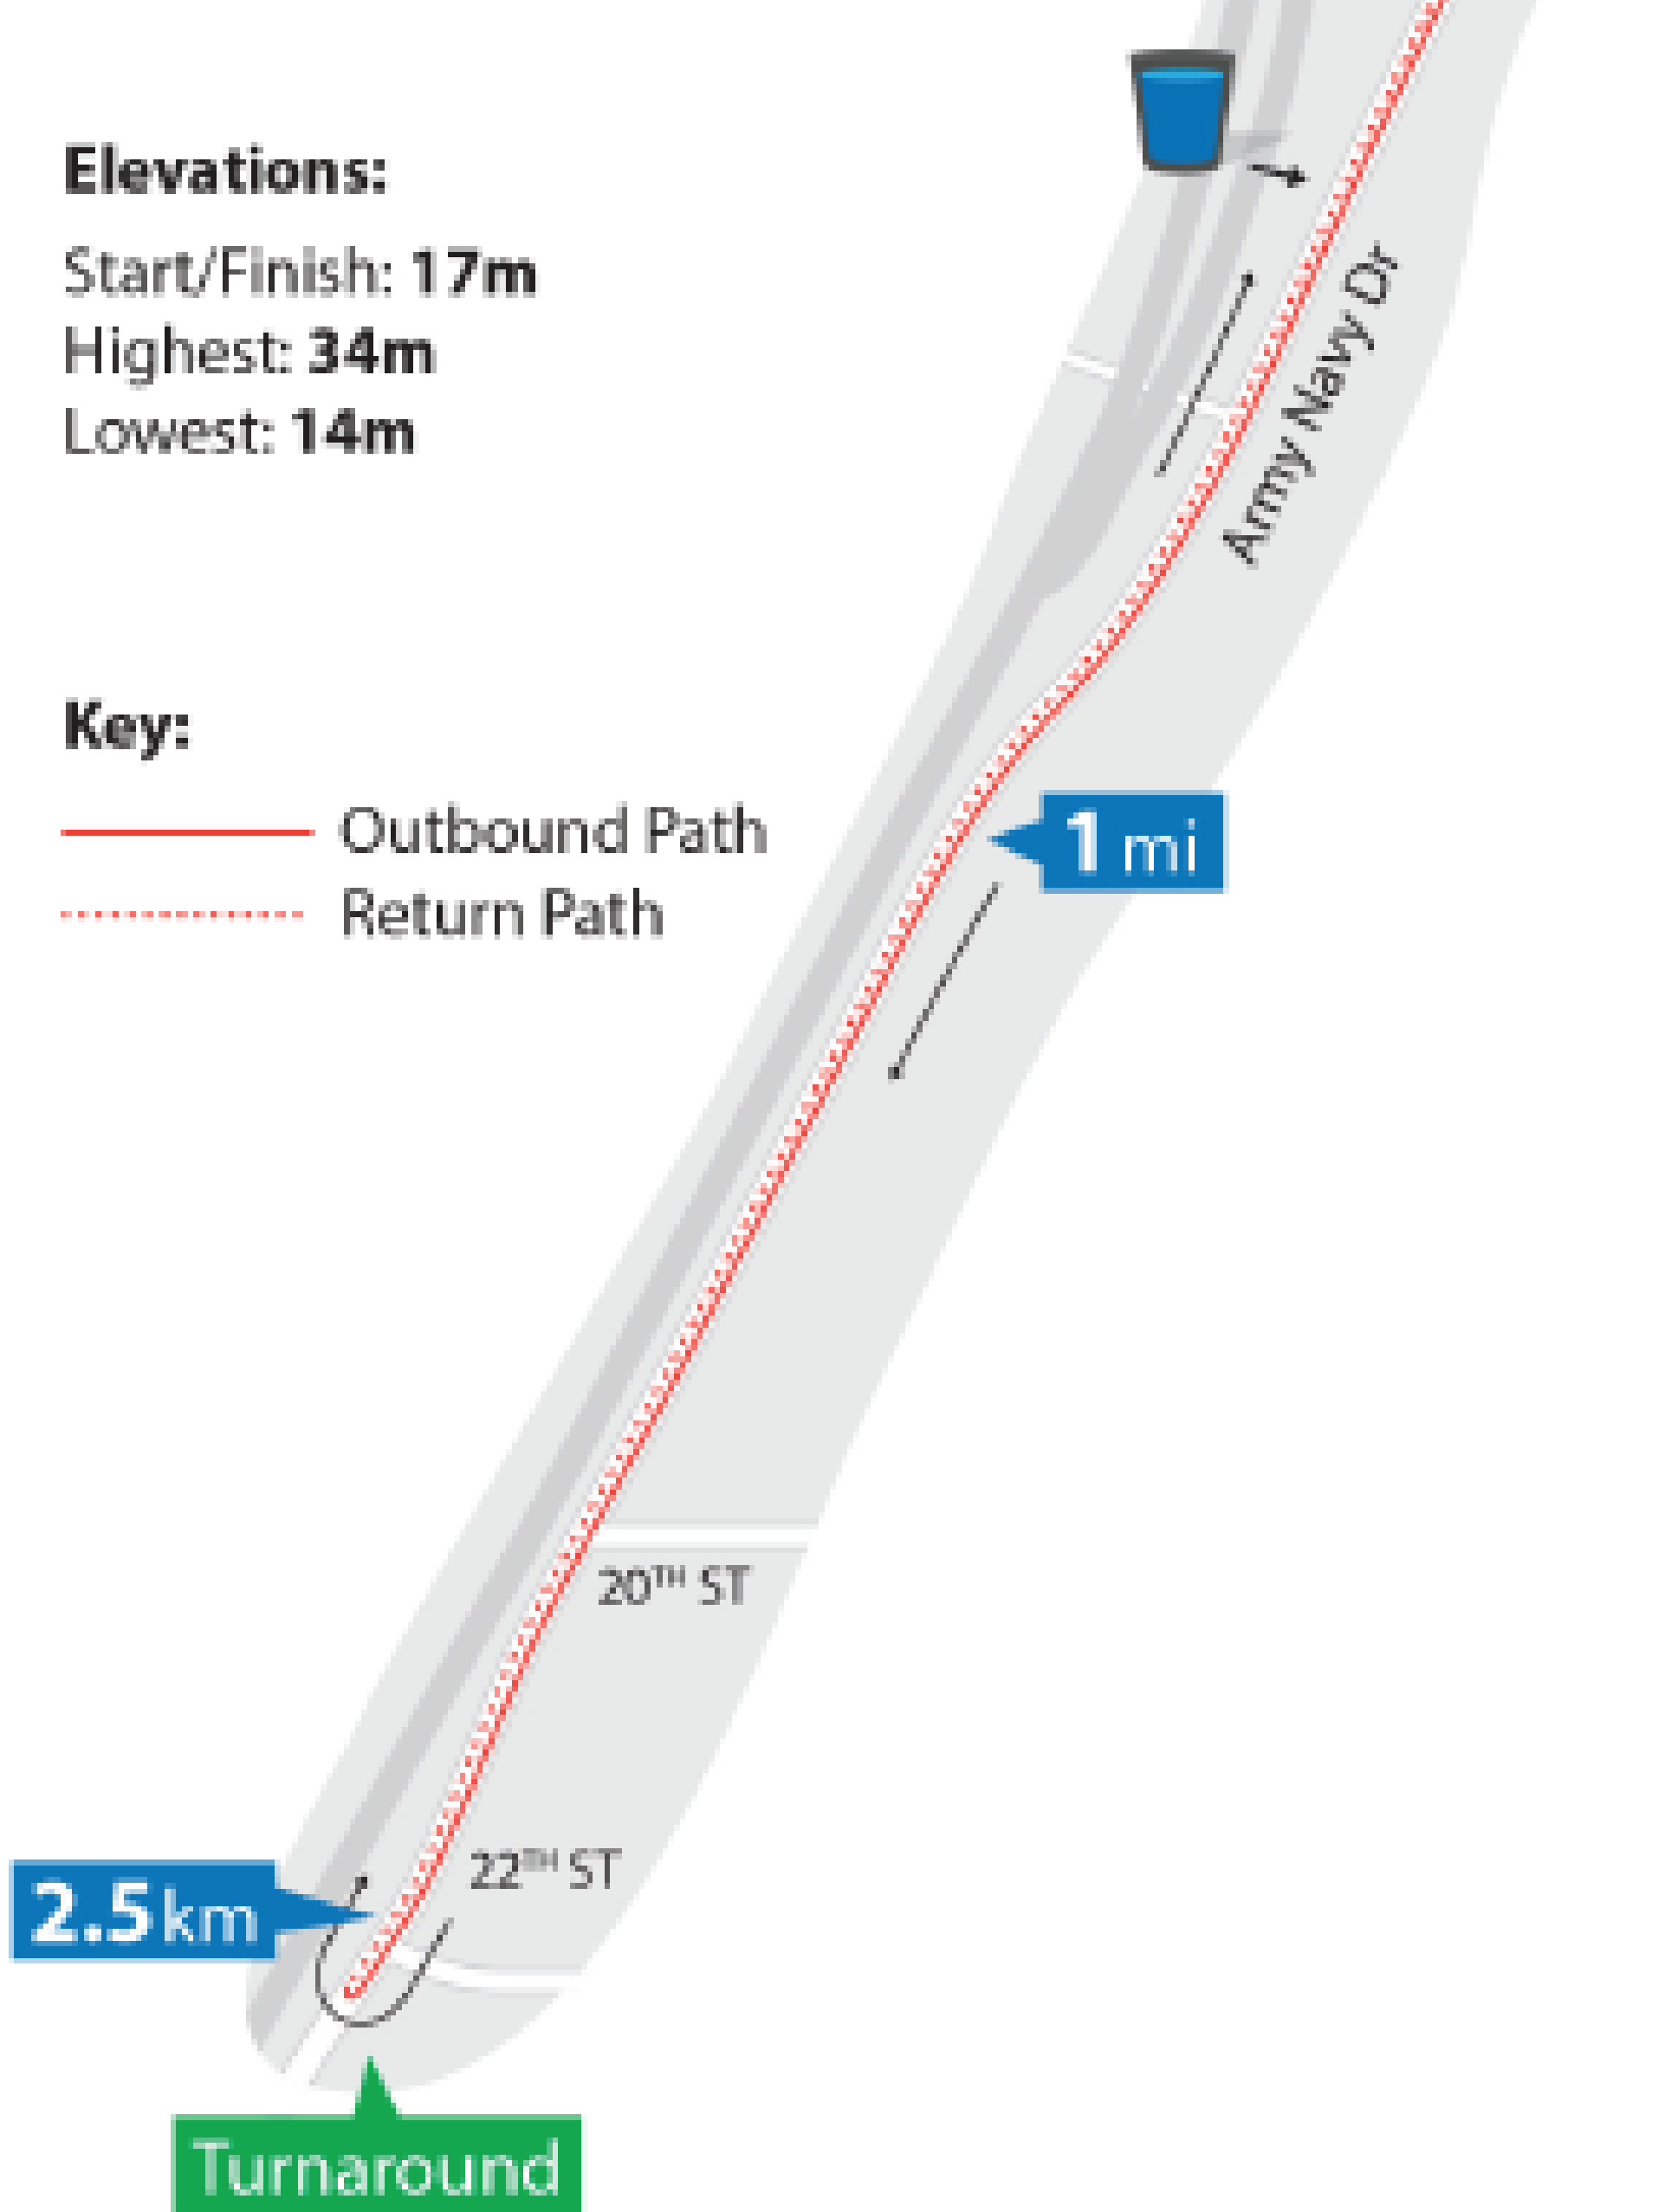 Elevations:
Start/Finish: 17m
Highest: 34m
Lowest: 14m
Army Navy Dr
Key:
Outbound Path
Return Path
1 mi
20TH ST
22TH ST
2.5 km
Turnaround